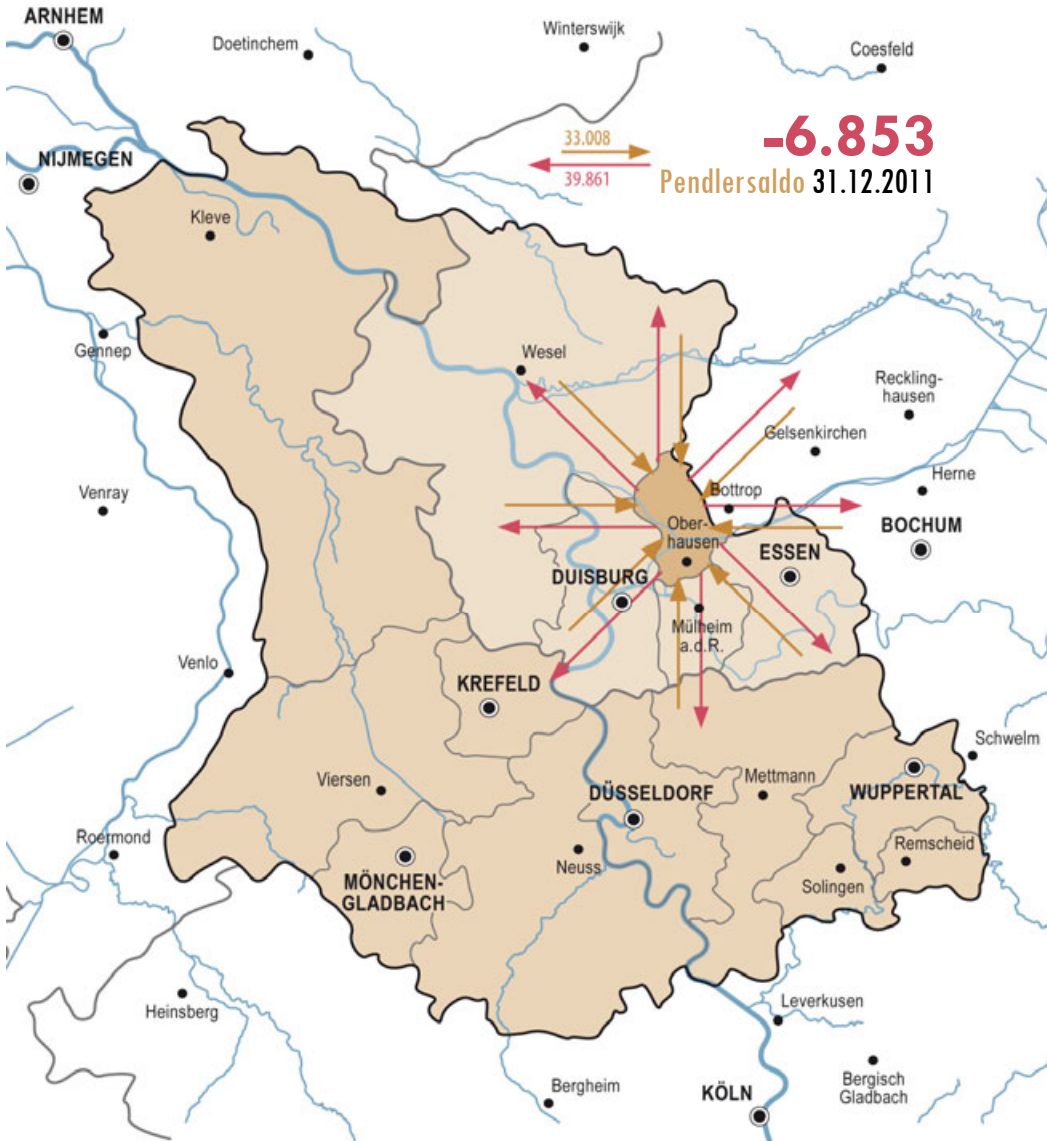 ARNHEM
Doetinchem
Winterswijk
Coesfeld
33.008
39.861
-6.853
Pendlersaldo 31.12.2011
NIJMEGEN
Kleve
Gennep
Wesel
Reckling-
hausen
Gelsenkirchen
Herne
Venray
Bottrop
BOCHUM
Ober-
hausen
ESSEN
DUISBURG
Mülheim
a.d.R.
Venlo
KREFELD
Schwelm
Viersen
Mettmann
DÜSSELDORF
WUPPERTAL
Roermond
Neuss
Remscheid
Solingen
MÖNCHEN-
GLADBACH
Heinsberg
Leverkusen
Bergheim
KÖLN
Bergisch
Gladbach